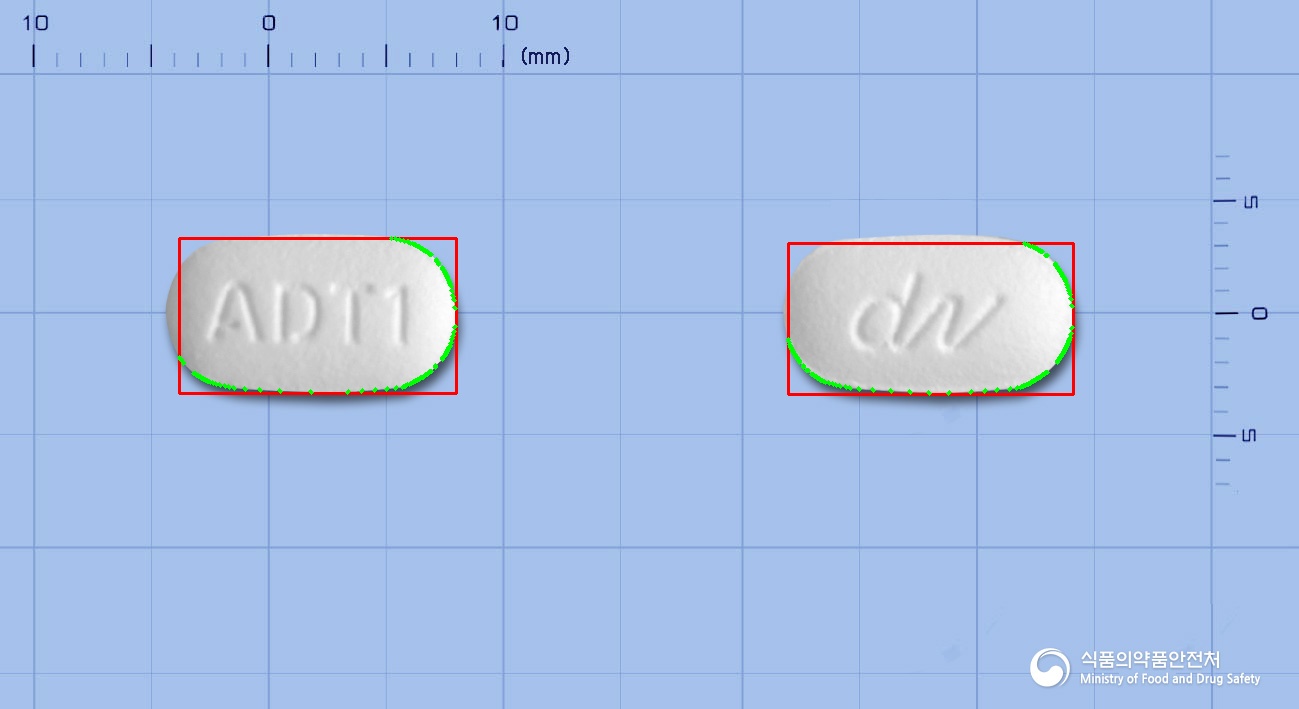 10 0 10
(mm)
5
ADT1
dw
0
5
식품의약품안전처
Ministry of Food and Drug Safety